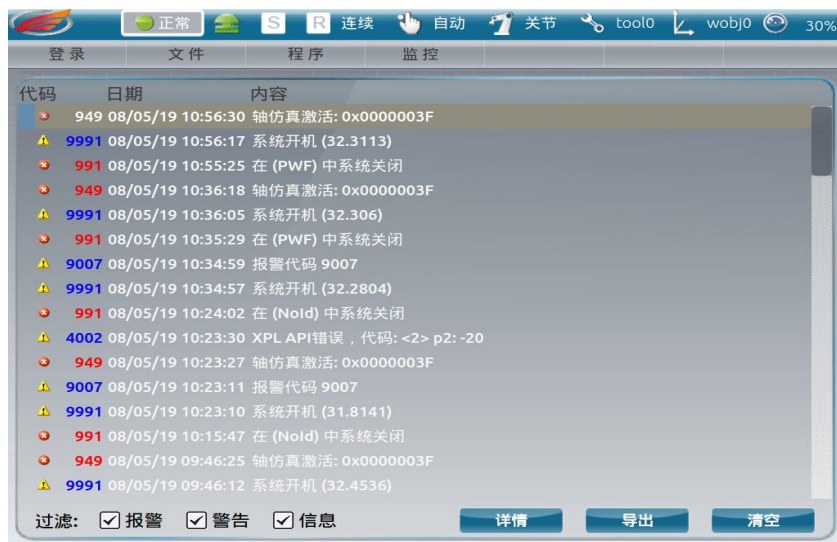 正常 S R 连续 自动 关节 tool0 wobj0 30%
登录 文件 程序 监控
代码 日期 内容
949 08/05/19 10:56:30 轴仿真激活: 0x0000003F
9991 08/05/19 10:56:17 系统开机 (32.3113)
991 08/05/19 10:55:25 在 (PWF) 中系统关闭
949 08/05/19 10:36:18 轴仿真激活: 0x0000003F
9991 08/05/19 10:36:05 系统开机 (32.306)
991 08/05/19 10:35:29 在 (PWF) 中系统关闭
9007 08/05/19 10:34:59 报警代码 9007
9991 08/05/19 10:34:57 系统开机 (32.2804)
991 08/05/19 10:24:02 在 (Nold) 中系统关闭
4002 08/05/19 10:23:30 XPL API错误，代码: <2> p2: -20
949 08/05/19 10:23:27 轴仿真激活: 0x0000003F
9007 08/05/19 10:23:11 报警代码 9007
9991 08/05/19 10:23:10 系统开机 (31.8141)
991 08/05/19 10:15:47 在 (Nold) 中系统关闭
949 08/05/19 09:46:25 轴仿真激活: 0x0000003F
9991 08/05/19 09:46:12 系统开机 (32.4536)
过滤: 报警 警告 信息 详情 导出 清空